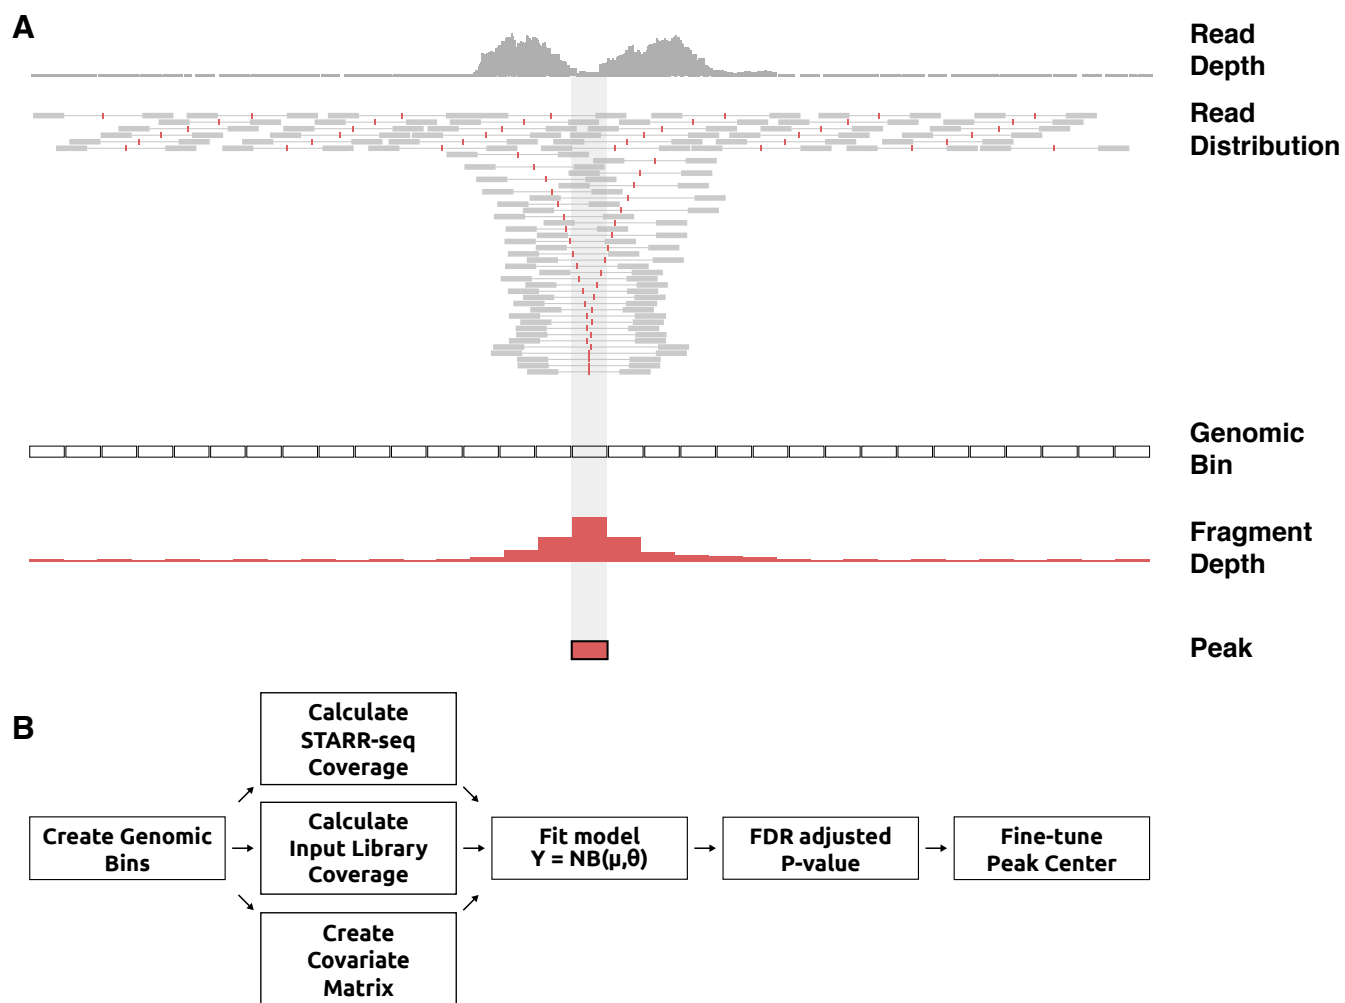 A
Read
Depth
Read
Distribution
Genomic
Bin
Fragment
Depth
Peak
B
Create Genomic
Bins
Calculate
STARR-seq
Coverage
Calculate
Input Library
Coverage
Create
Covariate
Matrix
Fit model
Y = NB(μ,θ)
FDR adjusted
P-value
Fine-tune
Peak Center